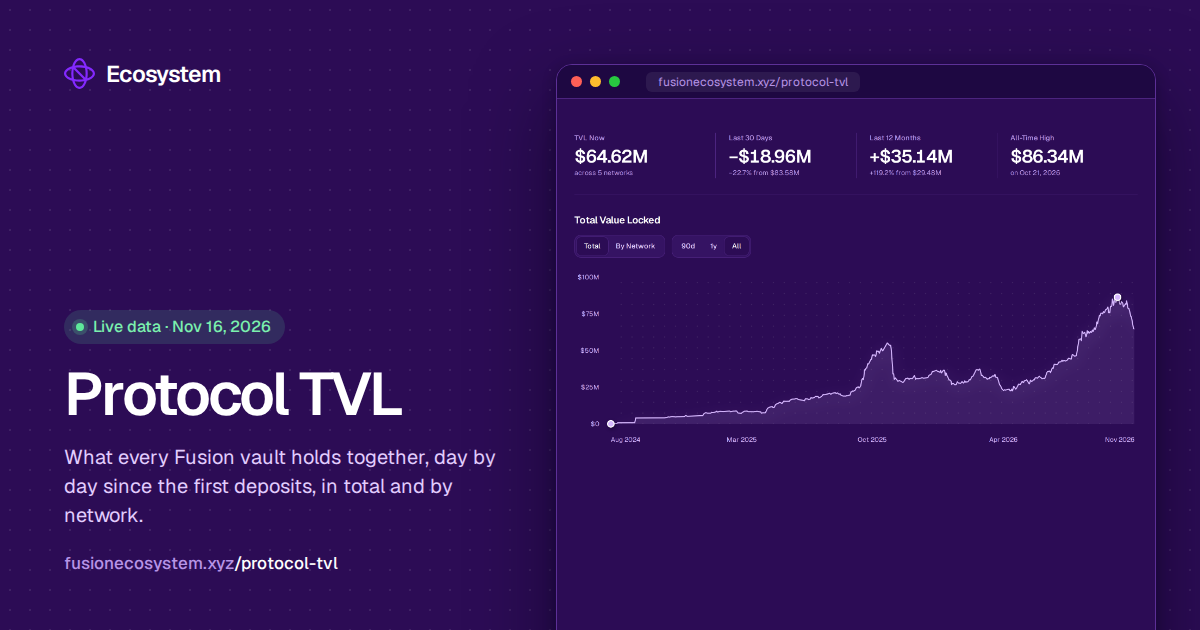 Ecosystem
Live data · Nov 16, 2026
Protocol TVL
What every Fusion vault holds together, day by
day since the first deposits, in total and by
network.
fusionecosystem.xyz/protocol-tvl
fusionecosystem.xyz/protocol-tvl
TVL Now
$64.62M
across 5 networks
Last 30 Days
−$18.96M
−22.7% from $83.58M
Last 12 Months
+$35.14M
+119.2% from $29.48M
All-Time High
$86.34M
on Oct 21, 2026
Total Value Locked
Total By Network 90d 1y All
$100M
$75M
$50M
$25M
$0
Aug 2024 Mar 2025 Oct 2025 Apr 2026 Nov 2026